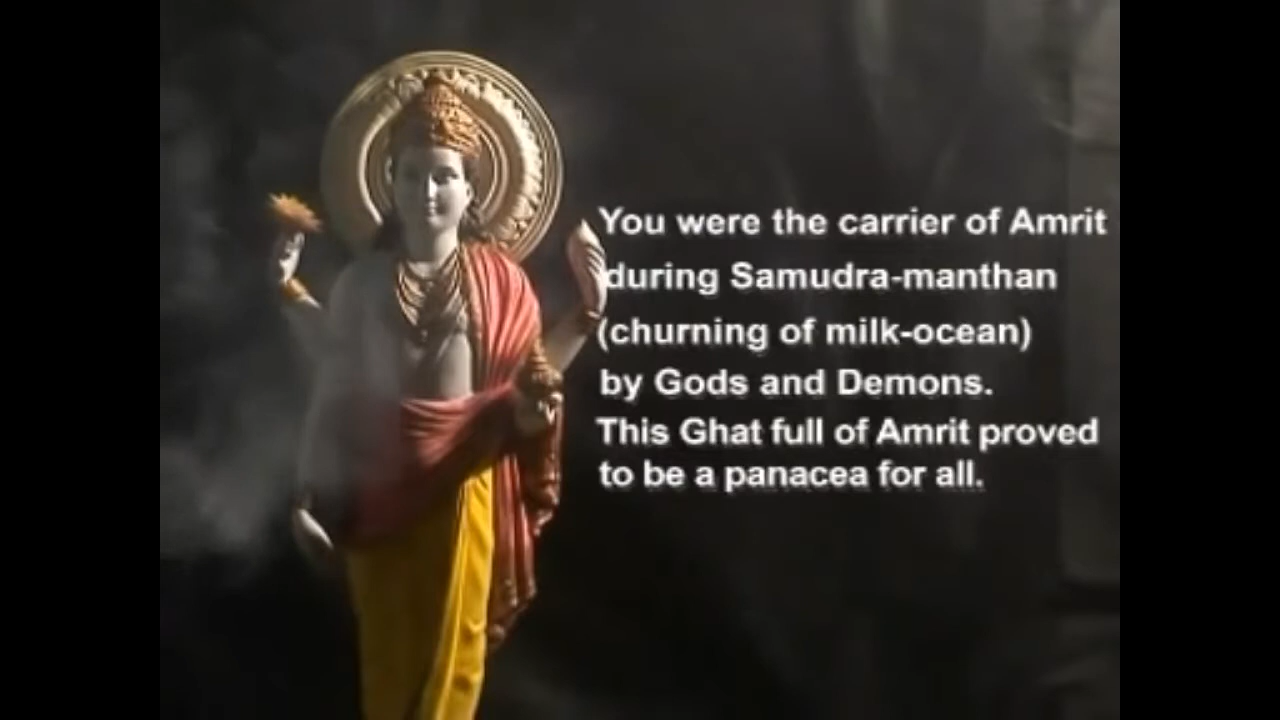 You were the carrier of Amrit
during Samudra-manthan
(churning of milk-ocean)
by Gods and Demons.
This Ghat full of Amrit proved
to be a panacea for all.